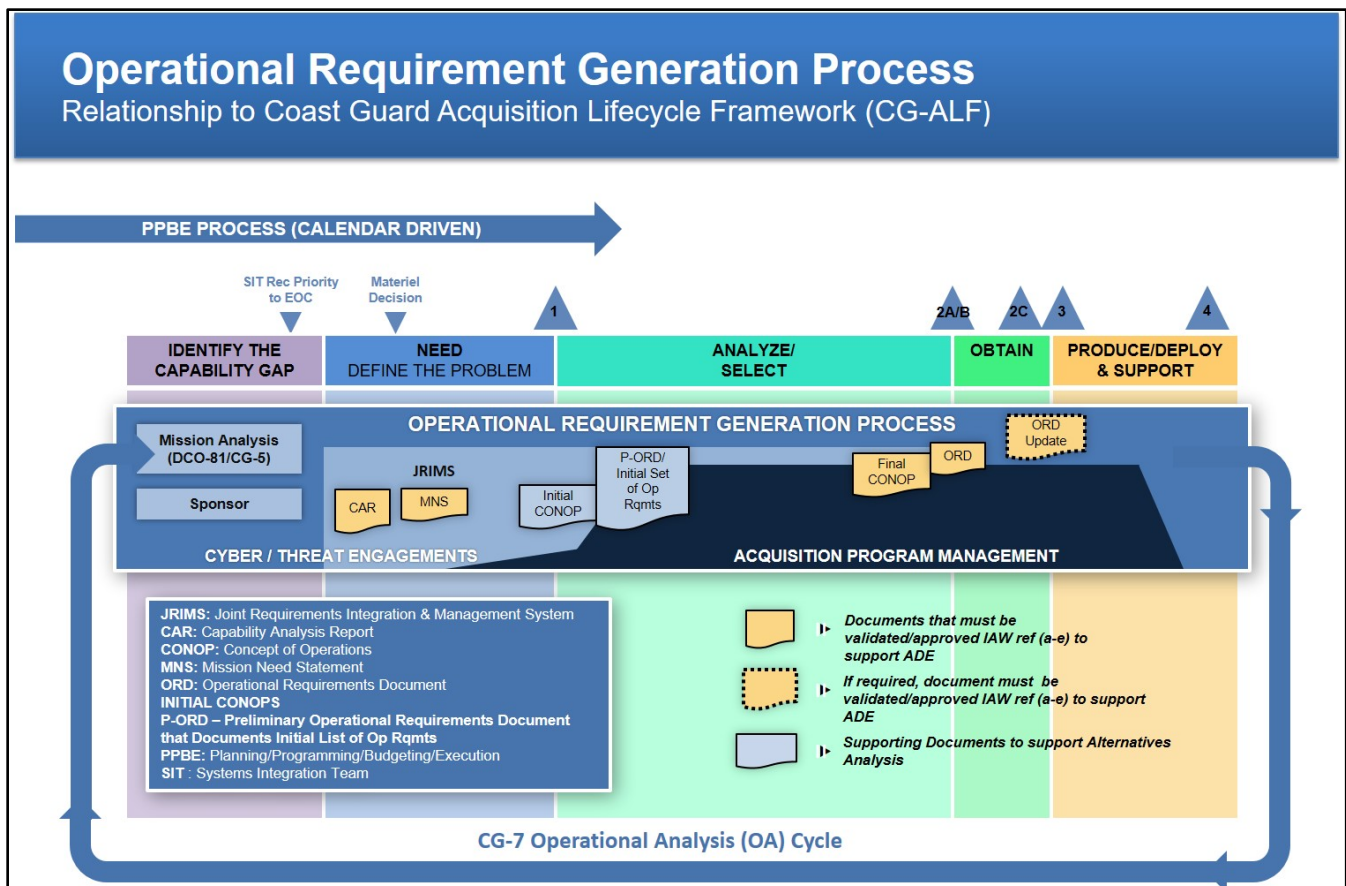 Operational Requirement Generation Process
Relationship to Coast Guard Acquisition Lifecycle Framework (CG-ALF)
PPBE PROCESS (CALENDAR DRIVEN)
SIT Rec Priority
to EOC
Materiel
Decision
1
2A/B
2C
3
4
IDENTIFY THE
CAPABILITY GAP
NEED
DEFINE THE PROBLEM
ANALYZE/
SELECT
OBTAIN
PRODUCE/DEPLOY
& SUPPORT
OPERATIONAL REQUIREMENT GENERATION PROCESS
Mission Analysis
(DCO-81/CG-5)
Sponsor
JRIMS
CAR
MNS
Initial
CONOP
P-ORD/
Initial Set
of Op
Rqmts
Final
CONOP
ORD
ORD
Update
CYBER / THREAT ENGAGEMENTS
ACQUISITION PROGRAM MANAGEMENT
JRIMS: Joint Requirements Integration & Management System
CAR: Capability Analysis Report
CONOP: Concept of Operations
MNS: Mission Need Statement
ORD: Operational Requirements Document
INITIAL CONOPS
P-ORD – Preliminary Operational Requirements Document
that Documents Initial List of Op Rqmts
PPBE: Planning/Programming/Budgeting/Execution
SIT : Systems Integration Team
Documents that must be
validated/approved IAW ref (a-e) to
support ADE
If required, document must be
validated/approved IAW ref (a-e) to support
ADE
Supporting Documents to support Alternatives
Analysis
CG-7 Operational Analysis (OA) Cycle